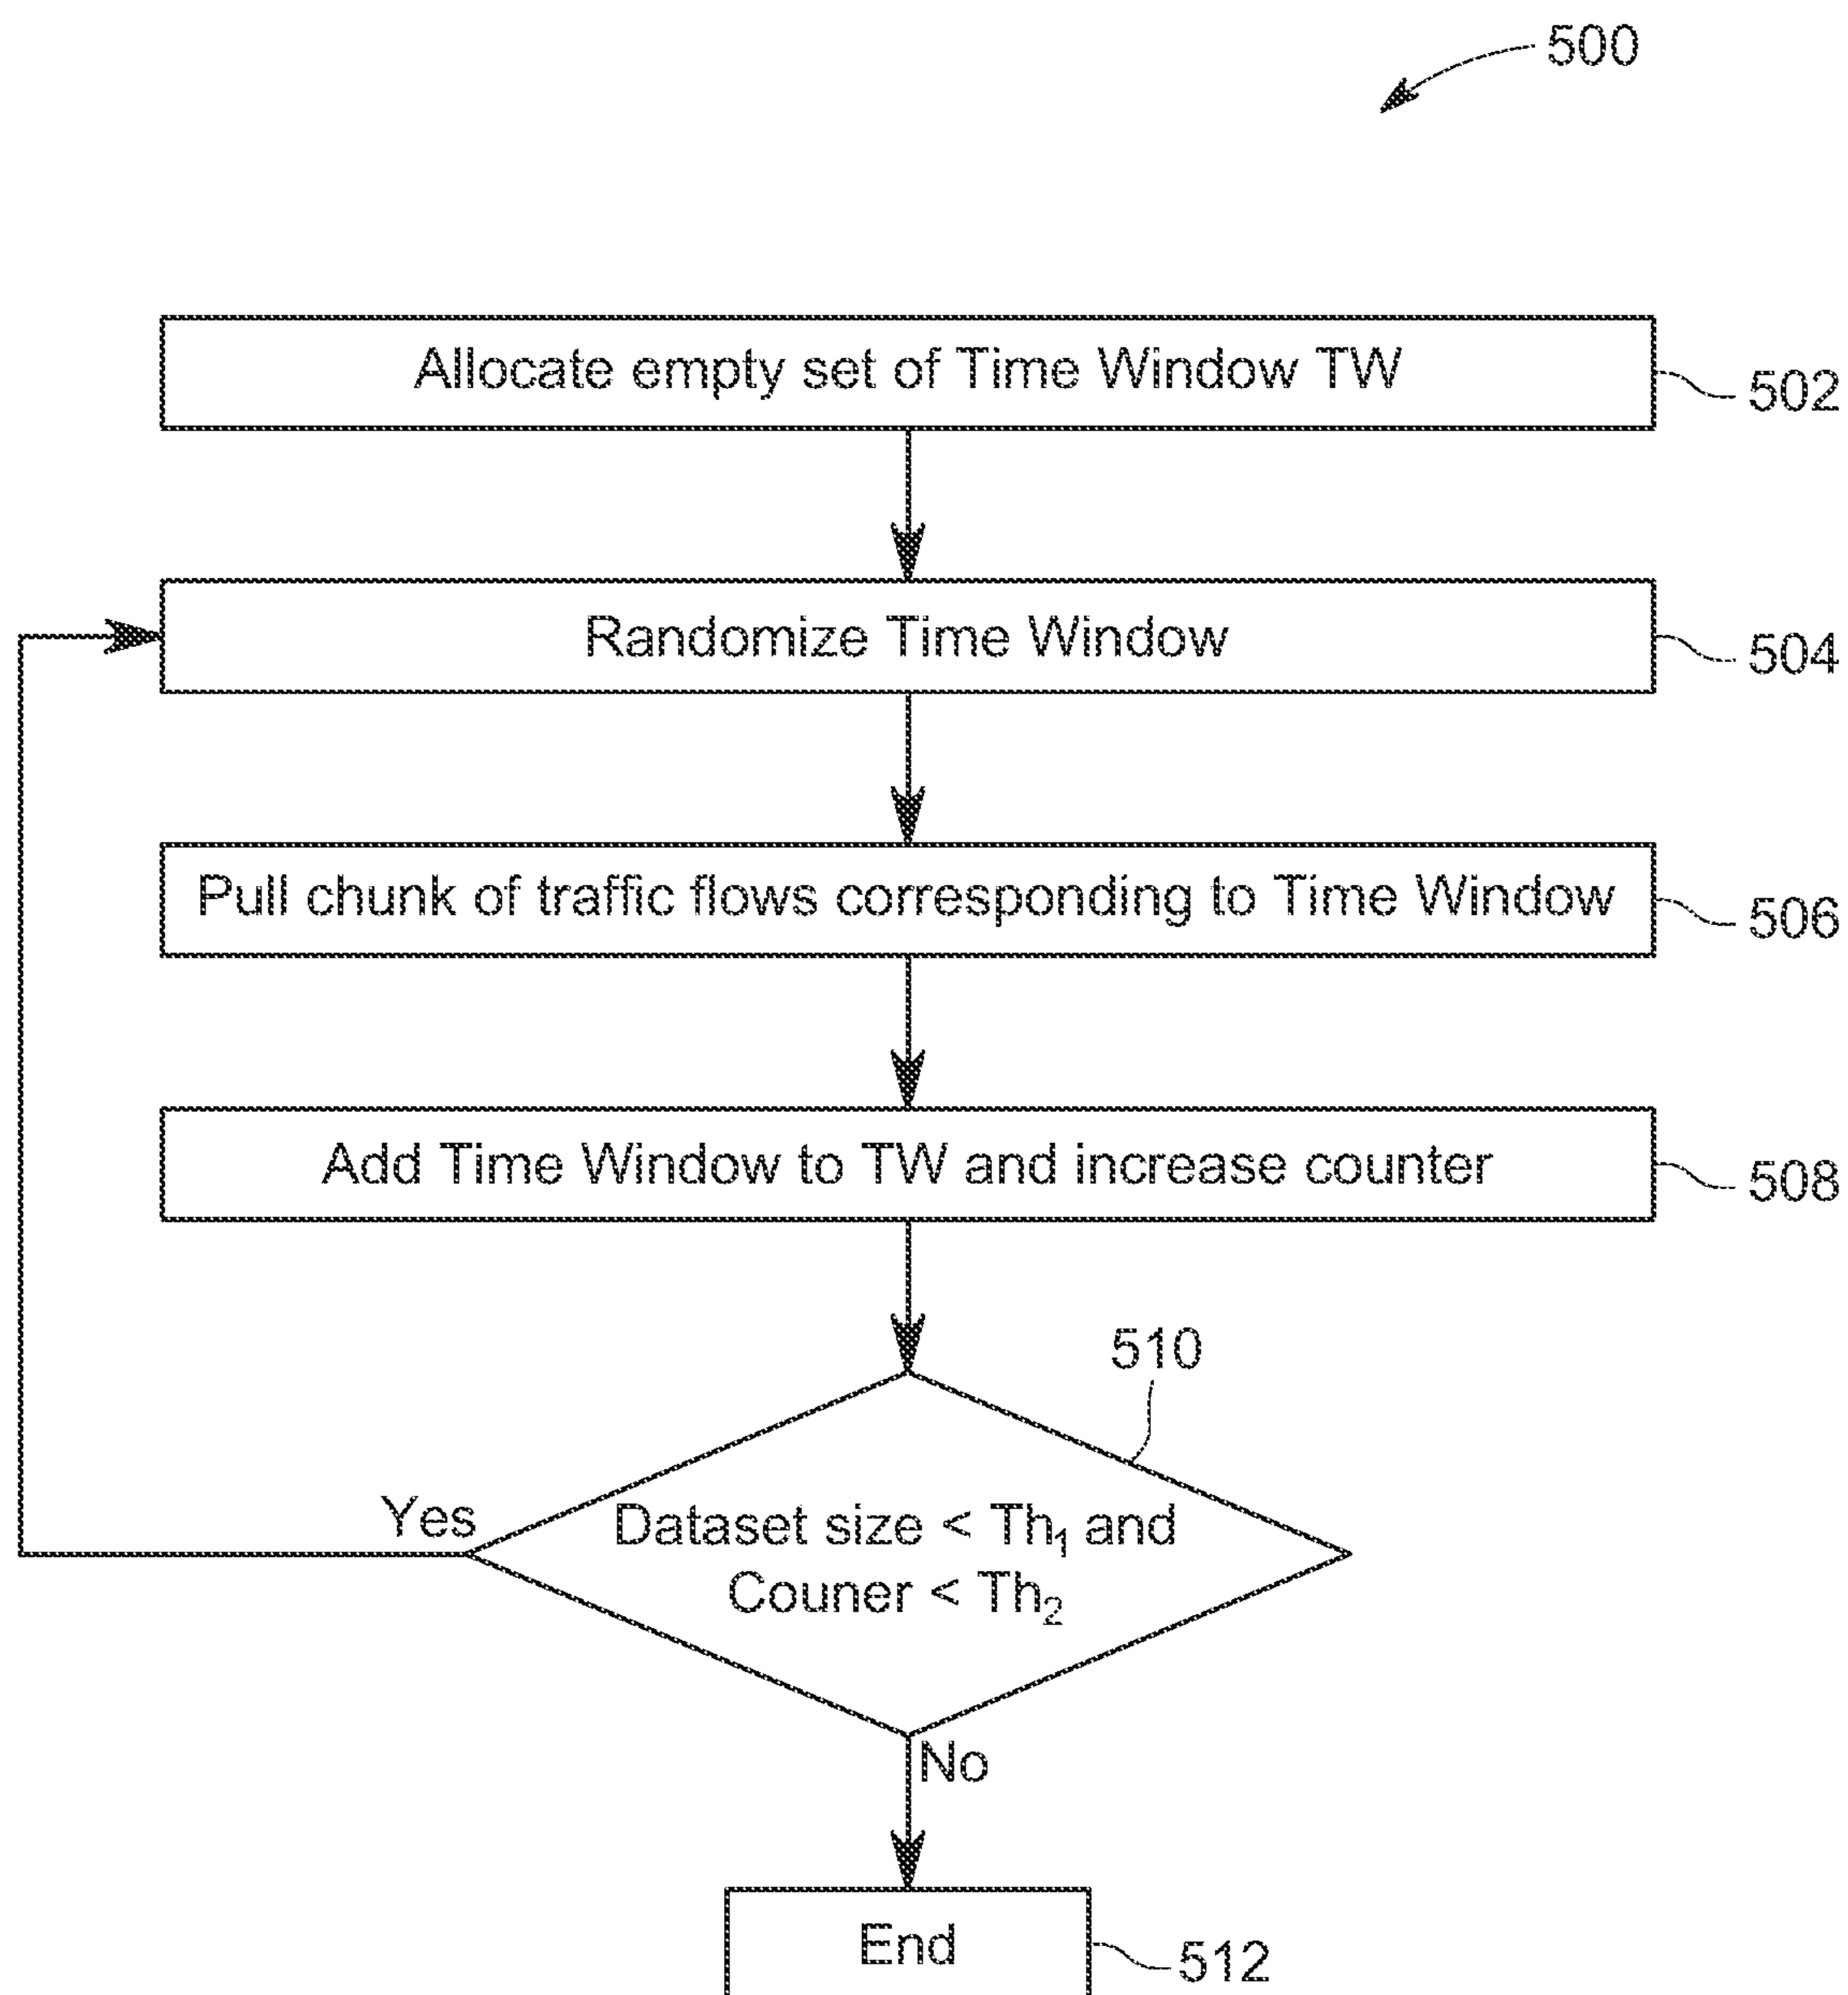 500
Allocate empty set of Time Window TW
502
Randomize Time Window
504
Pull chunk of traffic flows corresponding to Time Window
506
Add Time Window to TW and increase counter
508
510
Yes
Dataset size < Th₁ and
Couner < Th₂
No
End
512